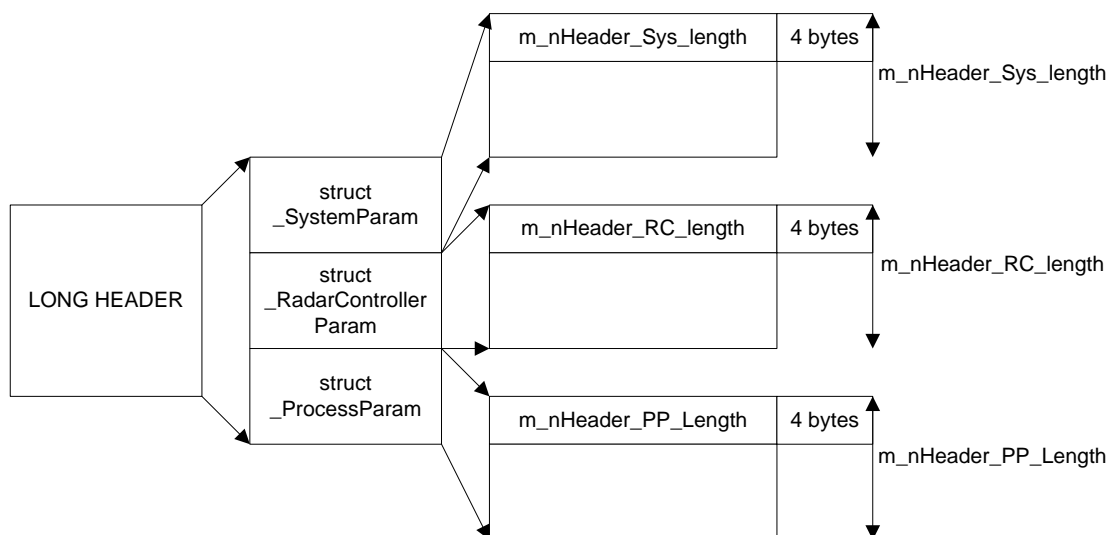 LONG HEADER
struct
_SystemParam
struct
_RadarController
Param
struct
_ProcessParam
m_nHeader_Sys_length
4 bytes
m_nHeader_Sys_length
m_nHeader_RC_length
4 bytes
m_nHeader_RC_length
m_nHeader_PP_Length
4 bytes
m_nHeader_PP_Length